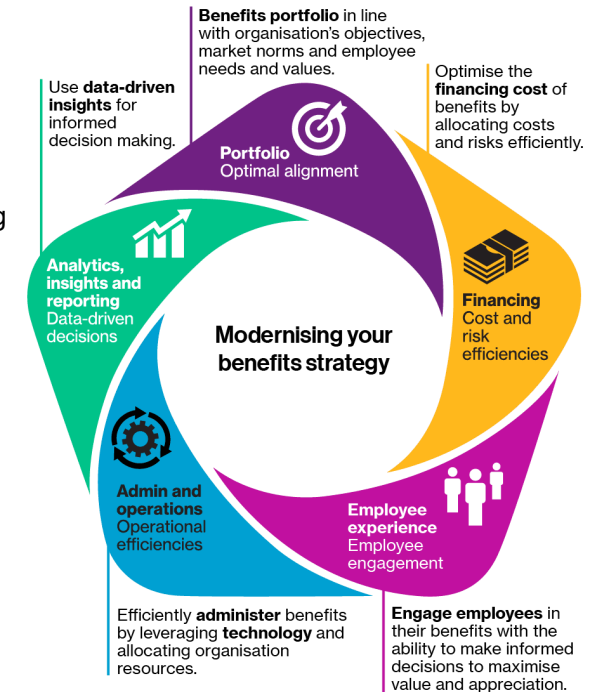 Benefits portfolio in line
with organisation's objectives,
market norms and employee
needs and values.
Use data-driven
insights for
informed
decision making.
Optimise the
financing cost of
benefits by
allocating costs
and risks efficiently.
Portfolio
Optimal alignment
g
Analytics,
insights and
reporting
Data-driven
decisions
Financing
Cost and
risk
efficiencies
Modernising your
benefits strategy
Admin and
operations
Operational
efficiencies
Employee
experience
Employee
engagement
Efficiently administer benefits
by leveraging technology and
allocating organisation
resources.
Engage employees in
their benefits with the
ability to make informed
decisions to maximise
value and appreciation.